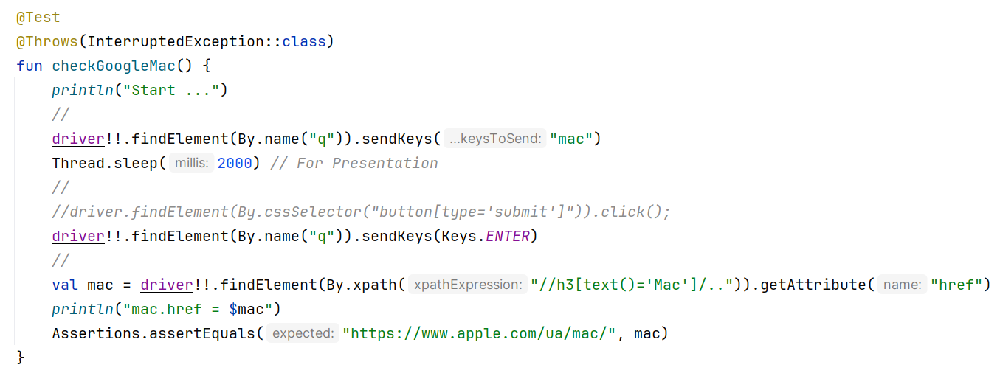 @Test
@Throws(InterruptedException::class)
fun checkGoogleMac() {
println("Start ...")
//
driver!!.findElement(By.name("q")).sendKeys( ...keysToSend: "mac")
Thread.sleep( millis: 2000) // For Presentation
//
//driver.findElement(By.cssSelector("button[type='submit']")).click();
driver!!.findElement(By.name("q")).sendKeys(Keys.ENTER)
//
val mac = driver!!.findElement(By.xpath( xpathExpression: "//h3[text()='Mac']/..")).getAttribute( name: "href")
println("mac.href = $mac")
Assertions.assertEquals( expected: "https://www.apple.com/ua/mac/", mac)
}